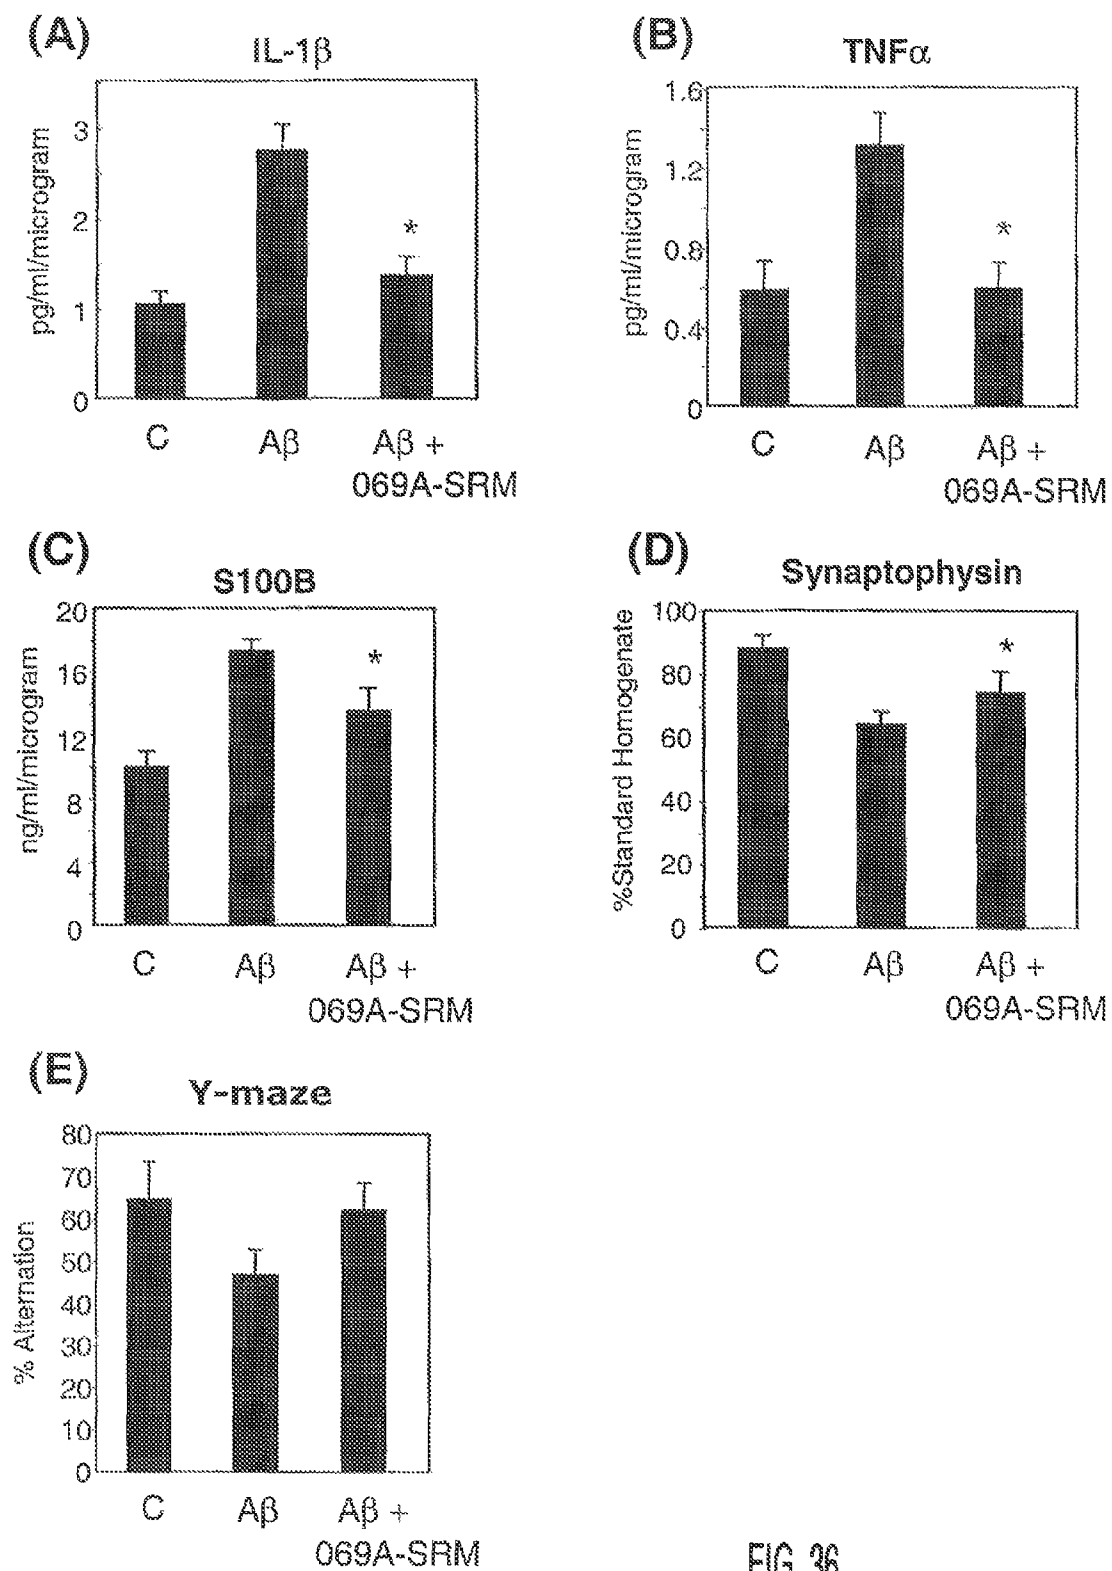 (A)
IL-1β
pg/ml/microgram
3
2
1
0
*
C
Aβ
Aβ +
069A-SRM
(B)
TNFα
pg/ml/microgram
1.6
1.2
0.8
0.4
0
*
C
Aβ
Aβ +
069A-SRM
(C)
S100B
ng/ml/microgram
20
16
12
8
4
0
*
C
Aβ
Aβ +
069A-SRM
(D)
Synaptophysin
%Standard Homogenate
100
80
60
40
20
0
*
C
Aβ
Aβ +
069A-SRM
(E)
Y-maze
% Alternation
80
70
60
50
40
30
20
10
0
C
Aβ
Aβ +
069A-SRM
FIG. 36